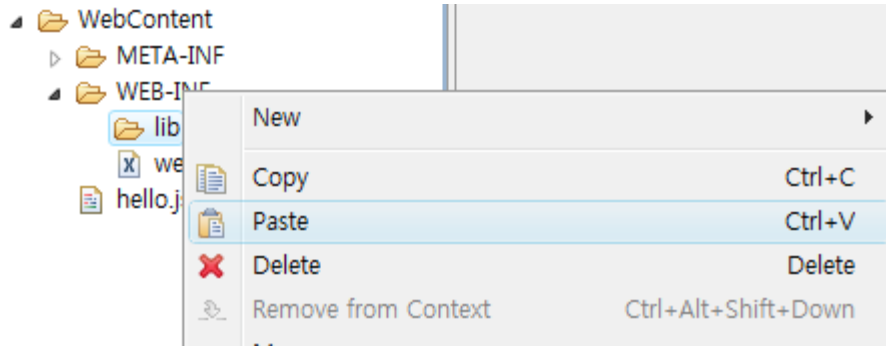 WebContent
META-INF
WEB-INF
lib
New
Copy Ctrl+C
hello.j
Paste Ctrl+V
Delete Delete
Remove from Context Ctrl+Alt+Shift+Down